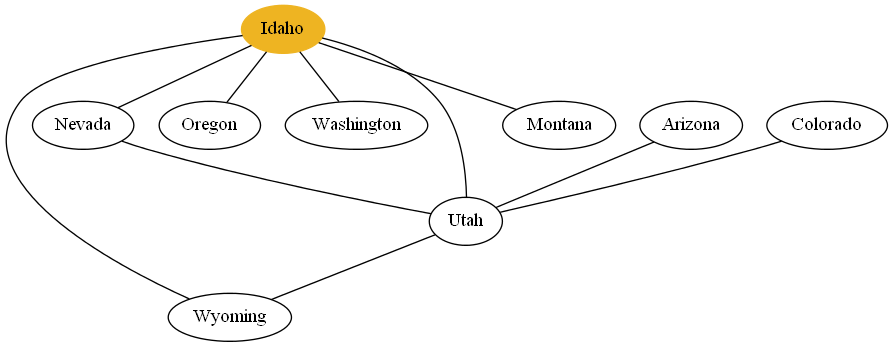 Idaho
Nevada
Oregon
Washington
Montana
Arizona
Colorado
Utah
Wyoming